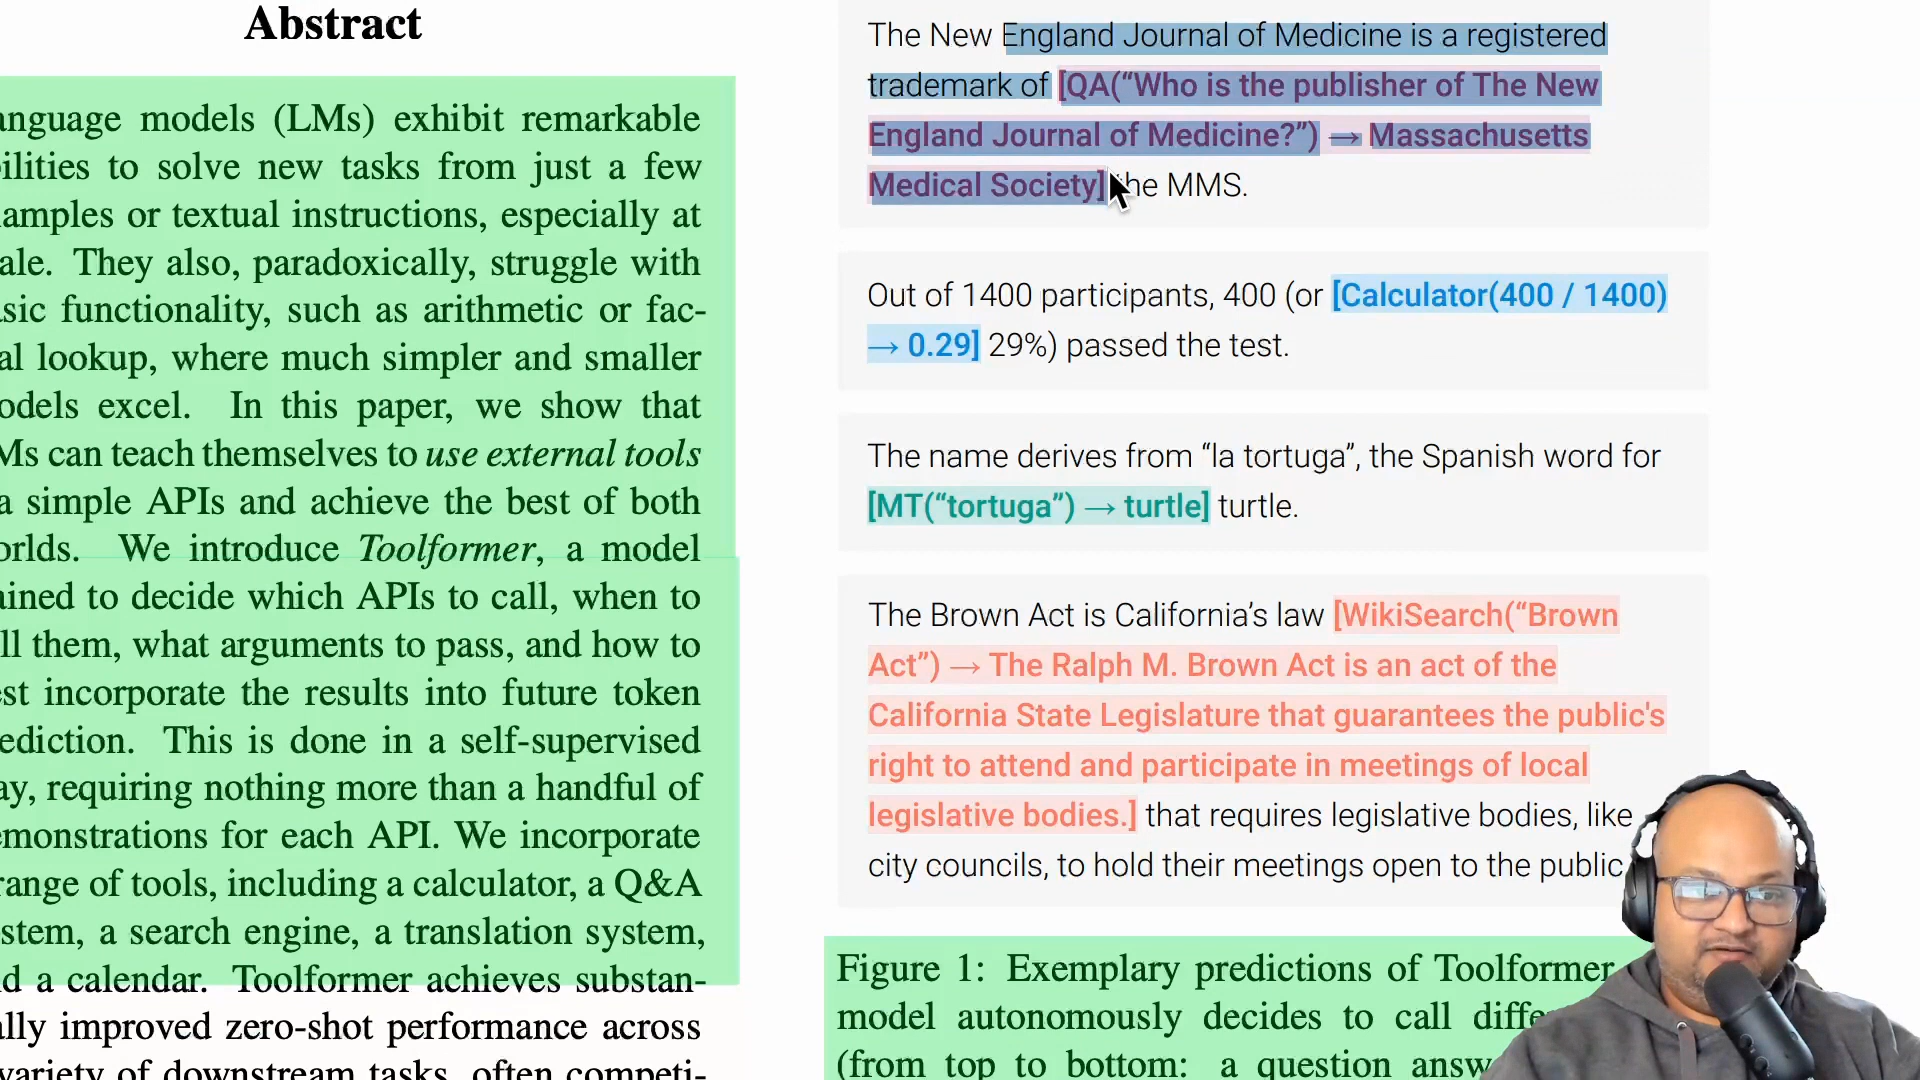 Abstract
anguage models (LMs) exhibit remarkable
ilities to solve new tasks from just a few
amples or textual instructions, especially at
ale. They also, paradoxically, struggle with
sic functionality, such as arithmetic or fac-
al lookup, where much simpler and smaller
odels excel. In this paper, we show that
Ms can teach themselves to use external tools
a simple APIs and achieve the best of both
orlds. We introduce Toolformer, a model
ained to decide which APIs to call, when to
ll them, what arguments to pass, and how to
est incorporate the results into future token
ediction. This is done in a self-supervised
ay, requiring nothing more than a handful of
emonstrations for each API. We incorporate
range of tools, including a calculator, a Q&A
stem, a search engine, a translation system,
d a calendar. Toolformer achieves substan-
ally improved zero-shot performance across
variety of downstream tasks, often competi-
The New England Journal of Medicine is a registered
trademark of [QA(“Who is the publisher of The New
England Journal of Medicine?”) → Massachusetts
Medical Society] the MMS.
Out of 1400 participants, 400 (or [Calculator(400 / 1400)
→ 0.29] 29%) passed the test.
The name derives from “la tortuga”, the Spanish word for
[MT(“tortuga”) → turtle] turtle.
The Brown Act is California’s law [WikiSearch(“Brown
Act”) → The Ralph M. Brown Act is an act of the
California State Legislature that guarantees the public's
right to attend and participate in meetings of local
legislative bodies.] that requires legislative bodies, like
city councils, to hold their meetings open to the public
Figure 1: Exemplary predictions of Toolformer.
model autonomously decides to call diffe
(from top to bottom: a question answ